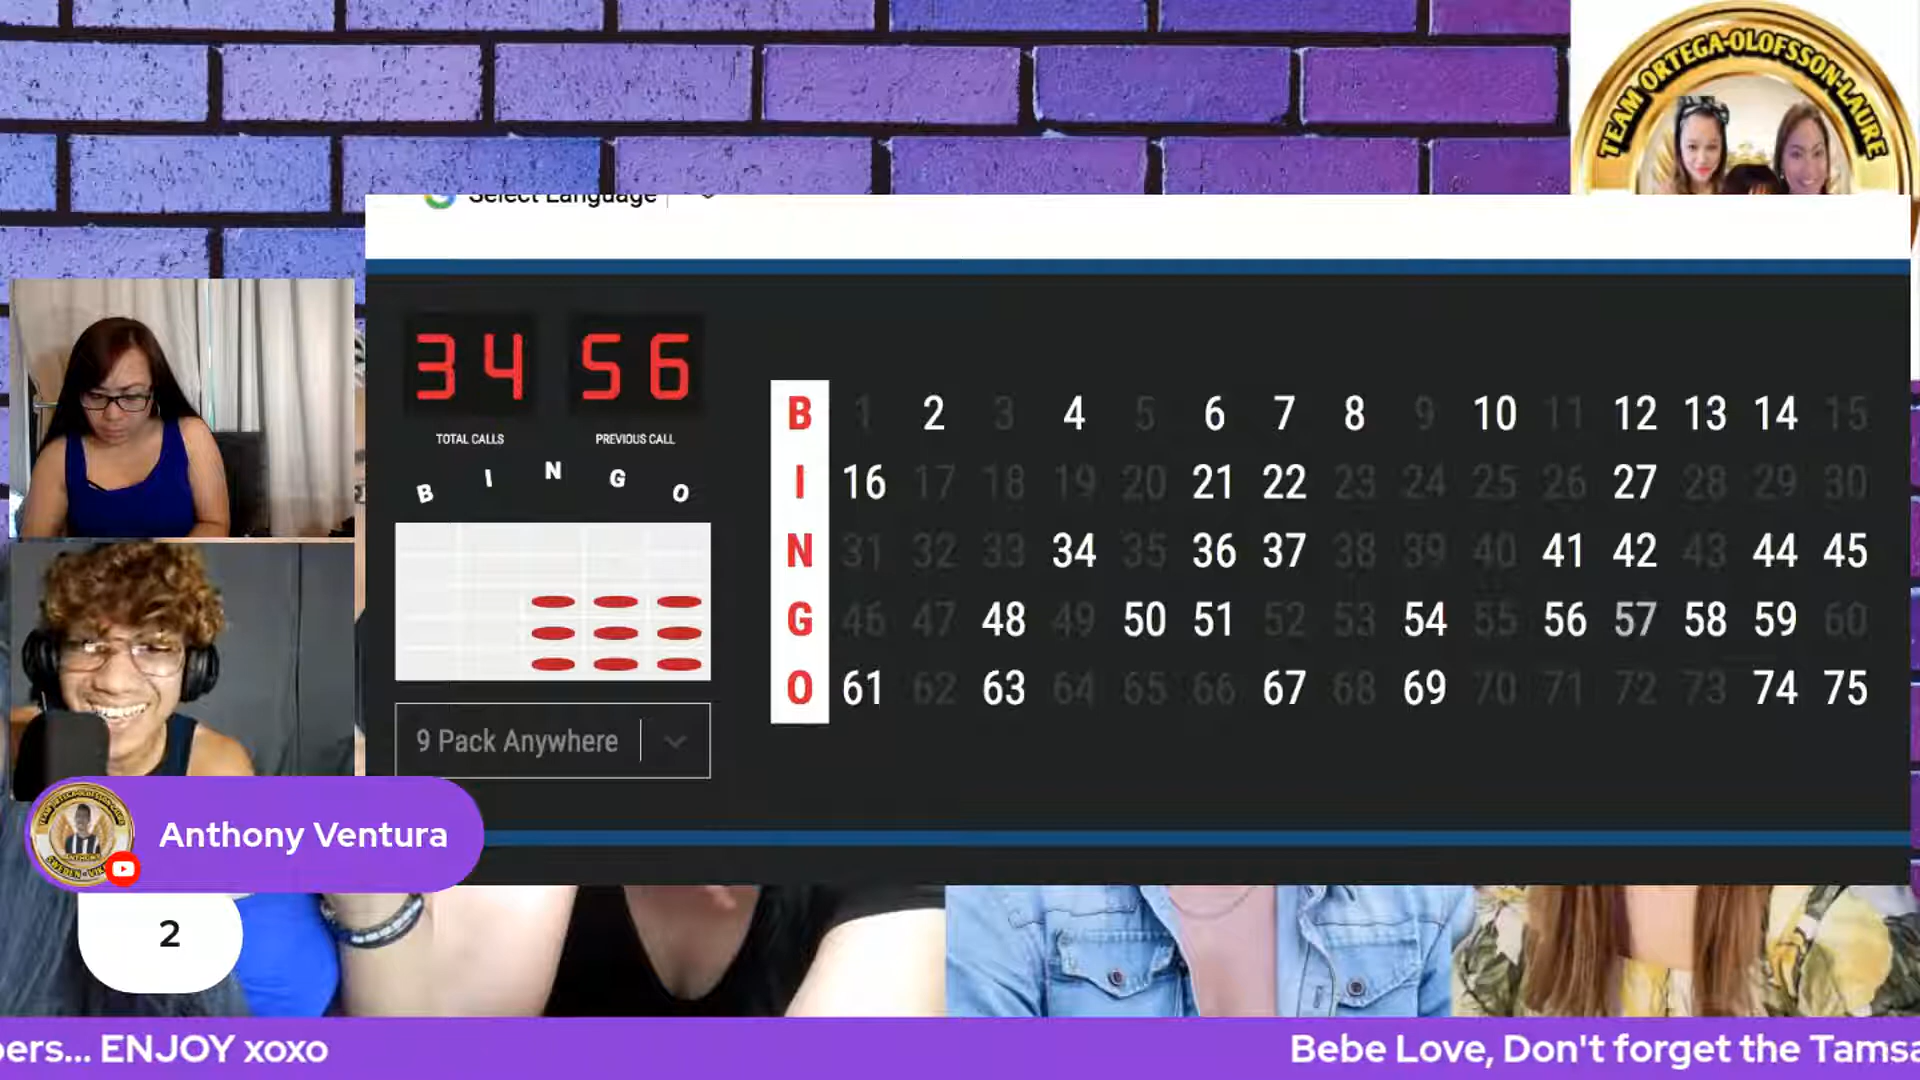 TEAM ORTEGA-OLOFSSON-LAURE
Select Language
34 56
TOTAL CALLS PREVIOUS CALL
B I N G O
9 Pack Anywhere
B 1 2 3 4 5 6 7 8 9 10 11 12 13 14 15
I 16 17 18 19 20 21 22 23 24 25 26 27 28 29 30
N 31 32 33 34 35 36 37 38 39 40 41 42 43 44 45
G 46 47 48 49 50 51 52 53 54 55 56 57 58 59 60
O 61 62 63 64 65 66 67 68 69 70 71 72 73 74 75
Anthony Ventura
2
pers... ENJOY xoxo
Bebe Love, Don't forget the Tamsa